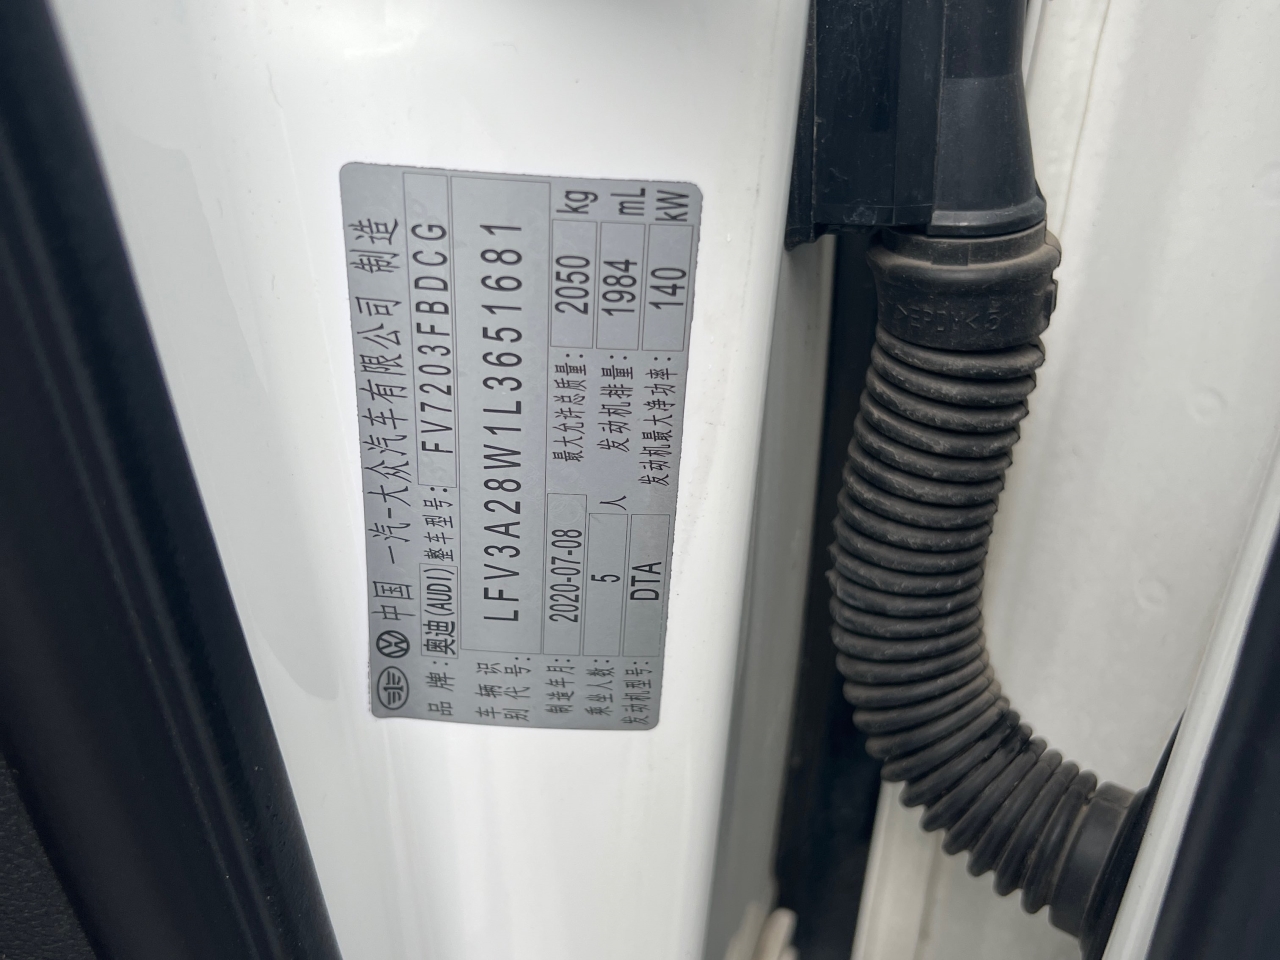 中国 一汽-大众汽车有限公司 制造
品牌: 奥迪(AUDI) 整车型号: FV7203FBDCG
车辆识别代号: LFV3A28W1L3651681
制造年月: 2020-07-08 最大允许总质量: 2050 kg
乘坐人数: 5 人 发动机排量: 1984 mL
发动机型号: DTA 发动机最大净功率: 140 kW
>EPDM< 5